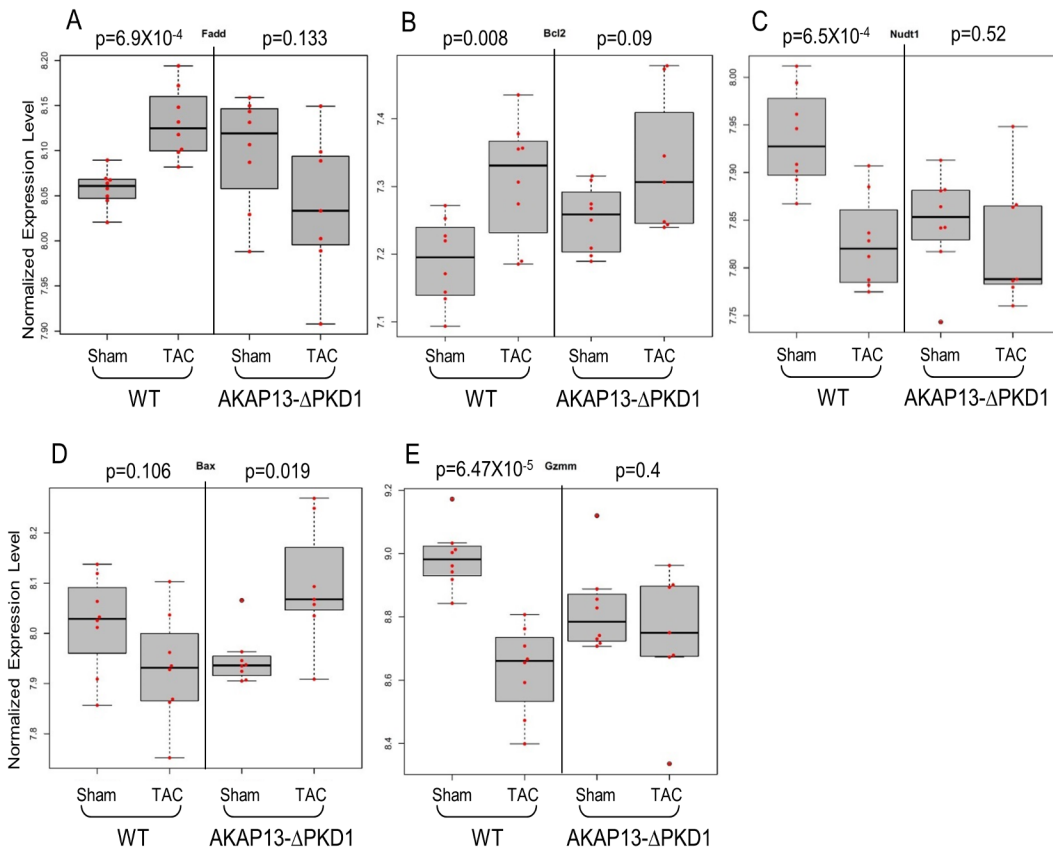 A
B
C
p=6.9X10⁻⁴ Fadd p=0.133
p=0.008 Bcl2 p=0.09
p=6.5X10⁻⁴ Nudt1 p=0.52
Normalized Expression Level
8.20
8.15
8.10
8.05
8.00
7.95
7.90
7.4
7.3
7.2
7.1
8.00
7.95
7.90
7.85
7.80
7.75
Sham TAC Sham TAC
WT AKAP13-ΔPKD1
Sham TAC Sham TAC
WT AKAP13-ΔPKD1
Sham TAC Sham TAC
WT AKAP13-ΔPKD1
D
E
p=0.106 Bax p=0.019
p=6.47X10⁻⁵ Gzmm p=0.4
Normalized Expression Level
8.2
8.1
8.0
7.9
7.8
9.2
9.0
8.8
8.6
8.4
Sham TAC Sham TAC
WT AKAP13-ΔPKD1
Sham TAC Sham TAC
WT AKAP13-ΔPKD1